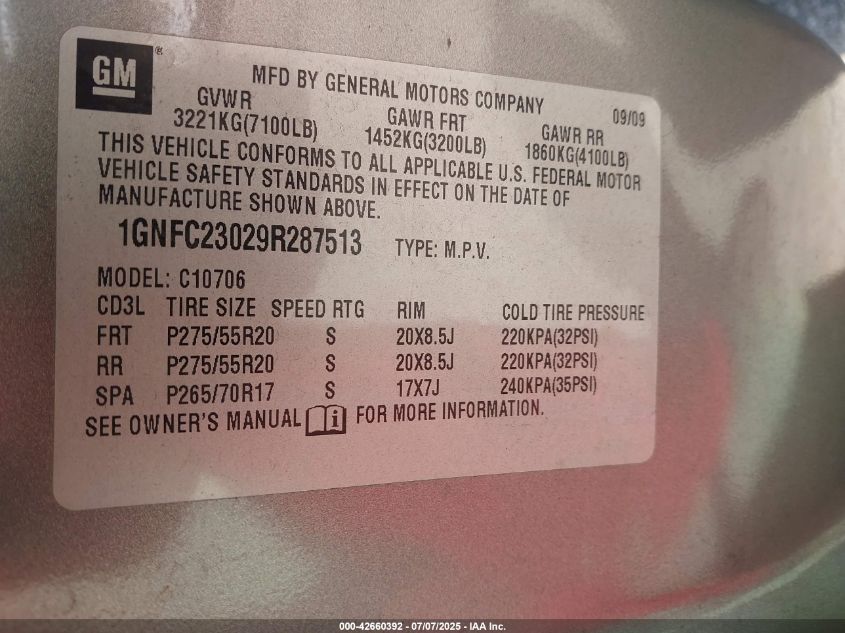 GM ®
MFD BY GENERAL MOTORS COMPANY 09/09
GVWR GAWR FRT GAWR RR
3221KG(7100LB) 1452KG(3200LB) 1860KG(4100LB)
THIS VEHICLE CONFORMS TO ALL APPLICABLE U.S. FEDERAL MOTOR
VEHICLE SAFETY STANDARDS IN EFFECT ON THE DATE OF
MANUFACTURE SHOWN ABOVE.
1GNFC23029R287513 TYPE: M.P.V.
MODEL: C10706
CD3L TIRE SIZE SPEED RTG RIM COLD TIRE PRESSURE
FRT P275/55R20 S 20X8.5J 220KPA(32PSI)
RR P275/55R20 S 20X8.5J 220KPA(32PSI)
SPA P265/70R17 S 17X7J 240KPA(35PSI)
SEE OWNER'S MANUAL i FOR MORE INFORMATION.
000-42660392 - 07/07/2025 - IAA Inc.